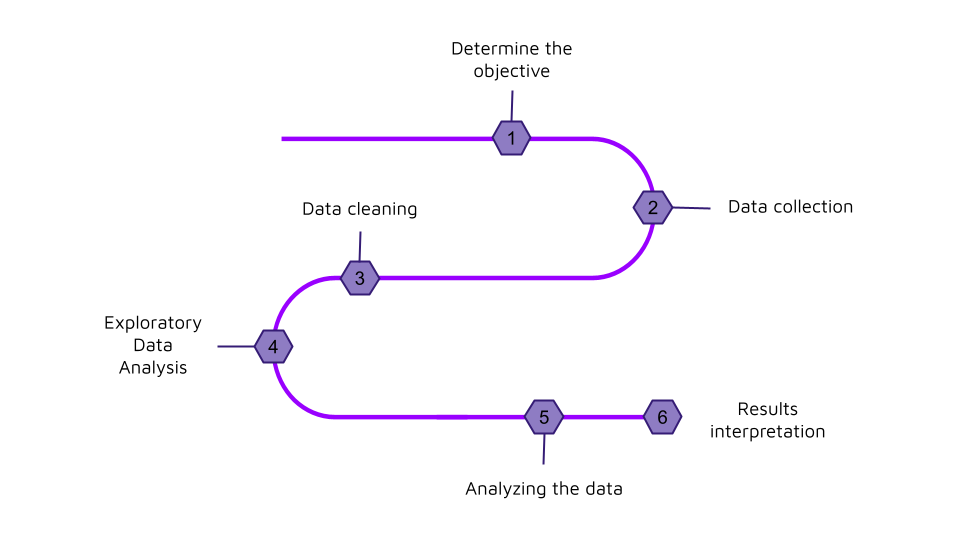 Determine the
objective
1
2
Data collection
Data cleaning
3
Exploratory
Data
Analysis
4
5
6
Results
interpretation
Analyzing the data